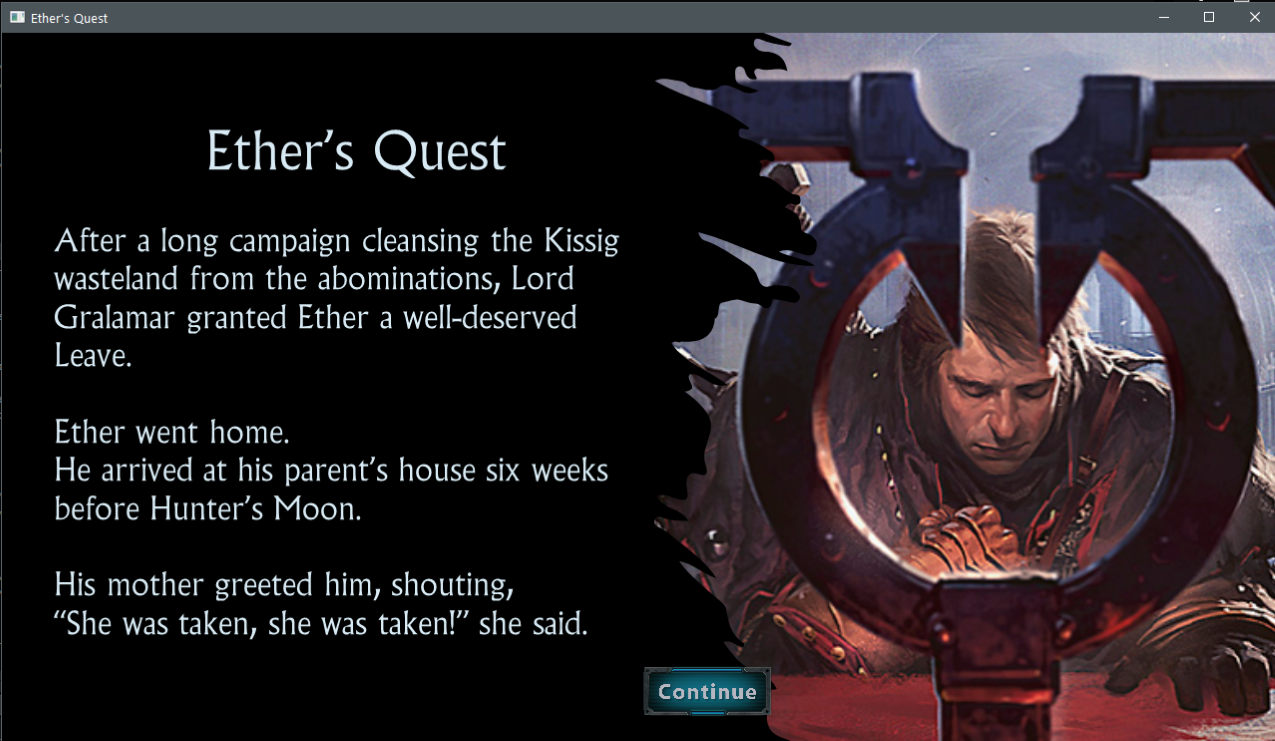 Ether's Quest
Ether’s Quest
After a long campaign cleansing the Kissig
wasteland from the abominations, Lord
Gralamar granted Ether a well-deserved
Leave.
Ether went home.
He arrived at his parent’s house six weeks
before Hunter’s Moon.
His mother greeted him, shouting,
“She was taken, she was taken!” she said.
Continue